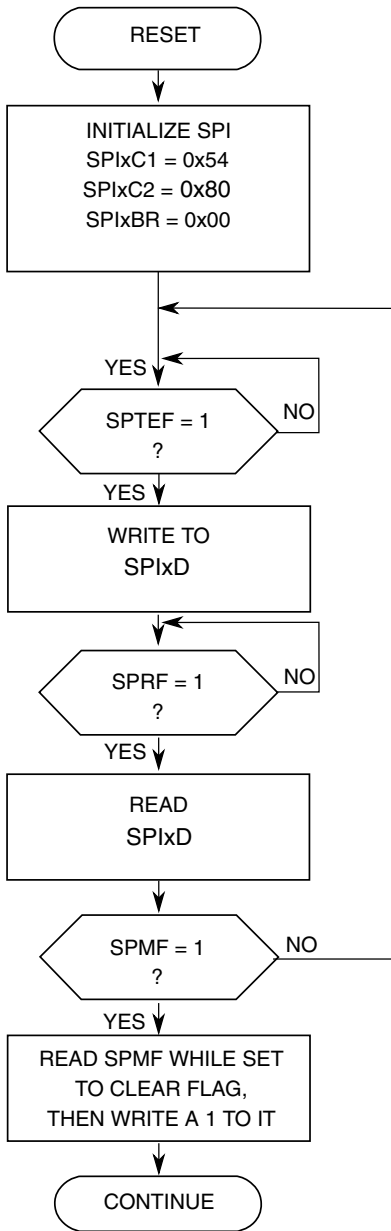 RESET
INITIALIZE SPI
SPIxC1 = 0x54
SPIxC2 = 0x80
SPIxBR = 0x00
YES
SPTEF = 1
?
NO
YES
WRITE TO
SPIxD
SPRF = 1
?
NO
YES
READ
SPIxD
SPMF = 1
?
NO
YES
READ SPMF WHILE SET
TO CLEAR FLAG,
THEN WRITE A 1 TO IT
CONTINUE